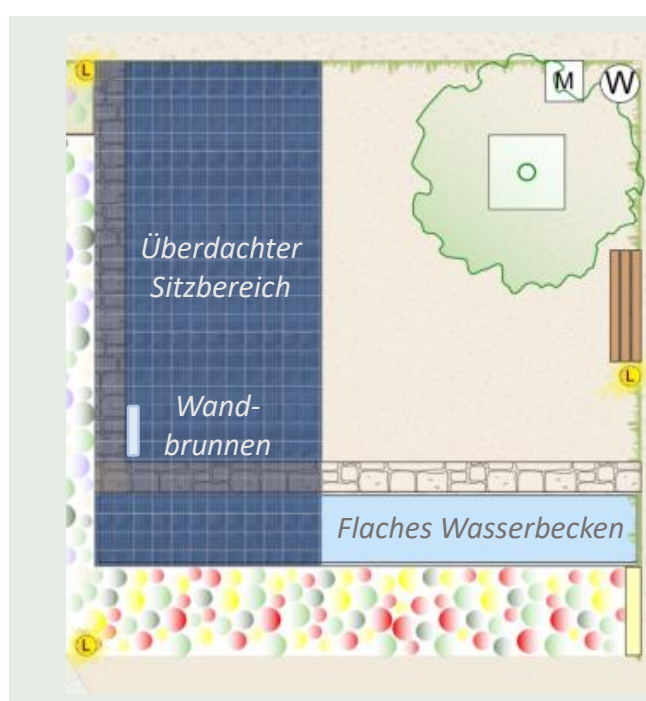 L
M
W
Überdachter
Sitzbereich
L
Wand-
brunnen
Flaches Wasserbecken
L